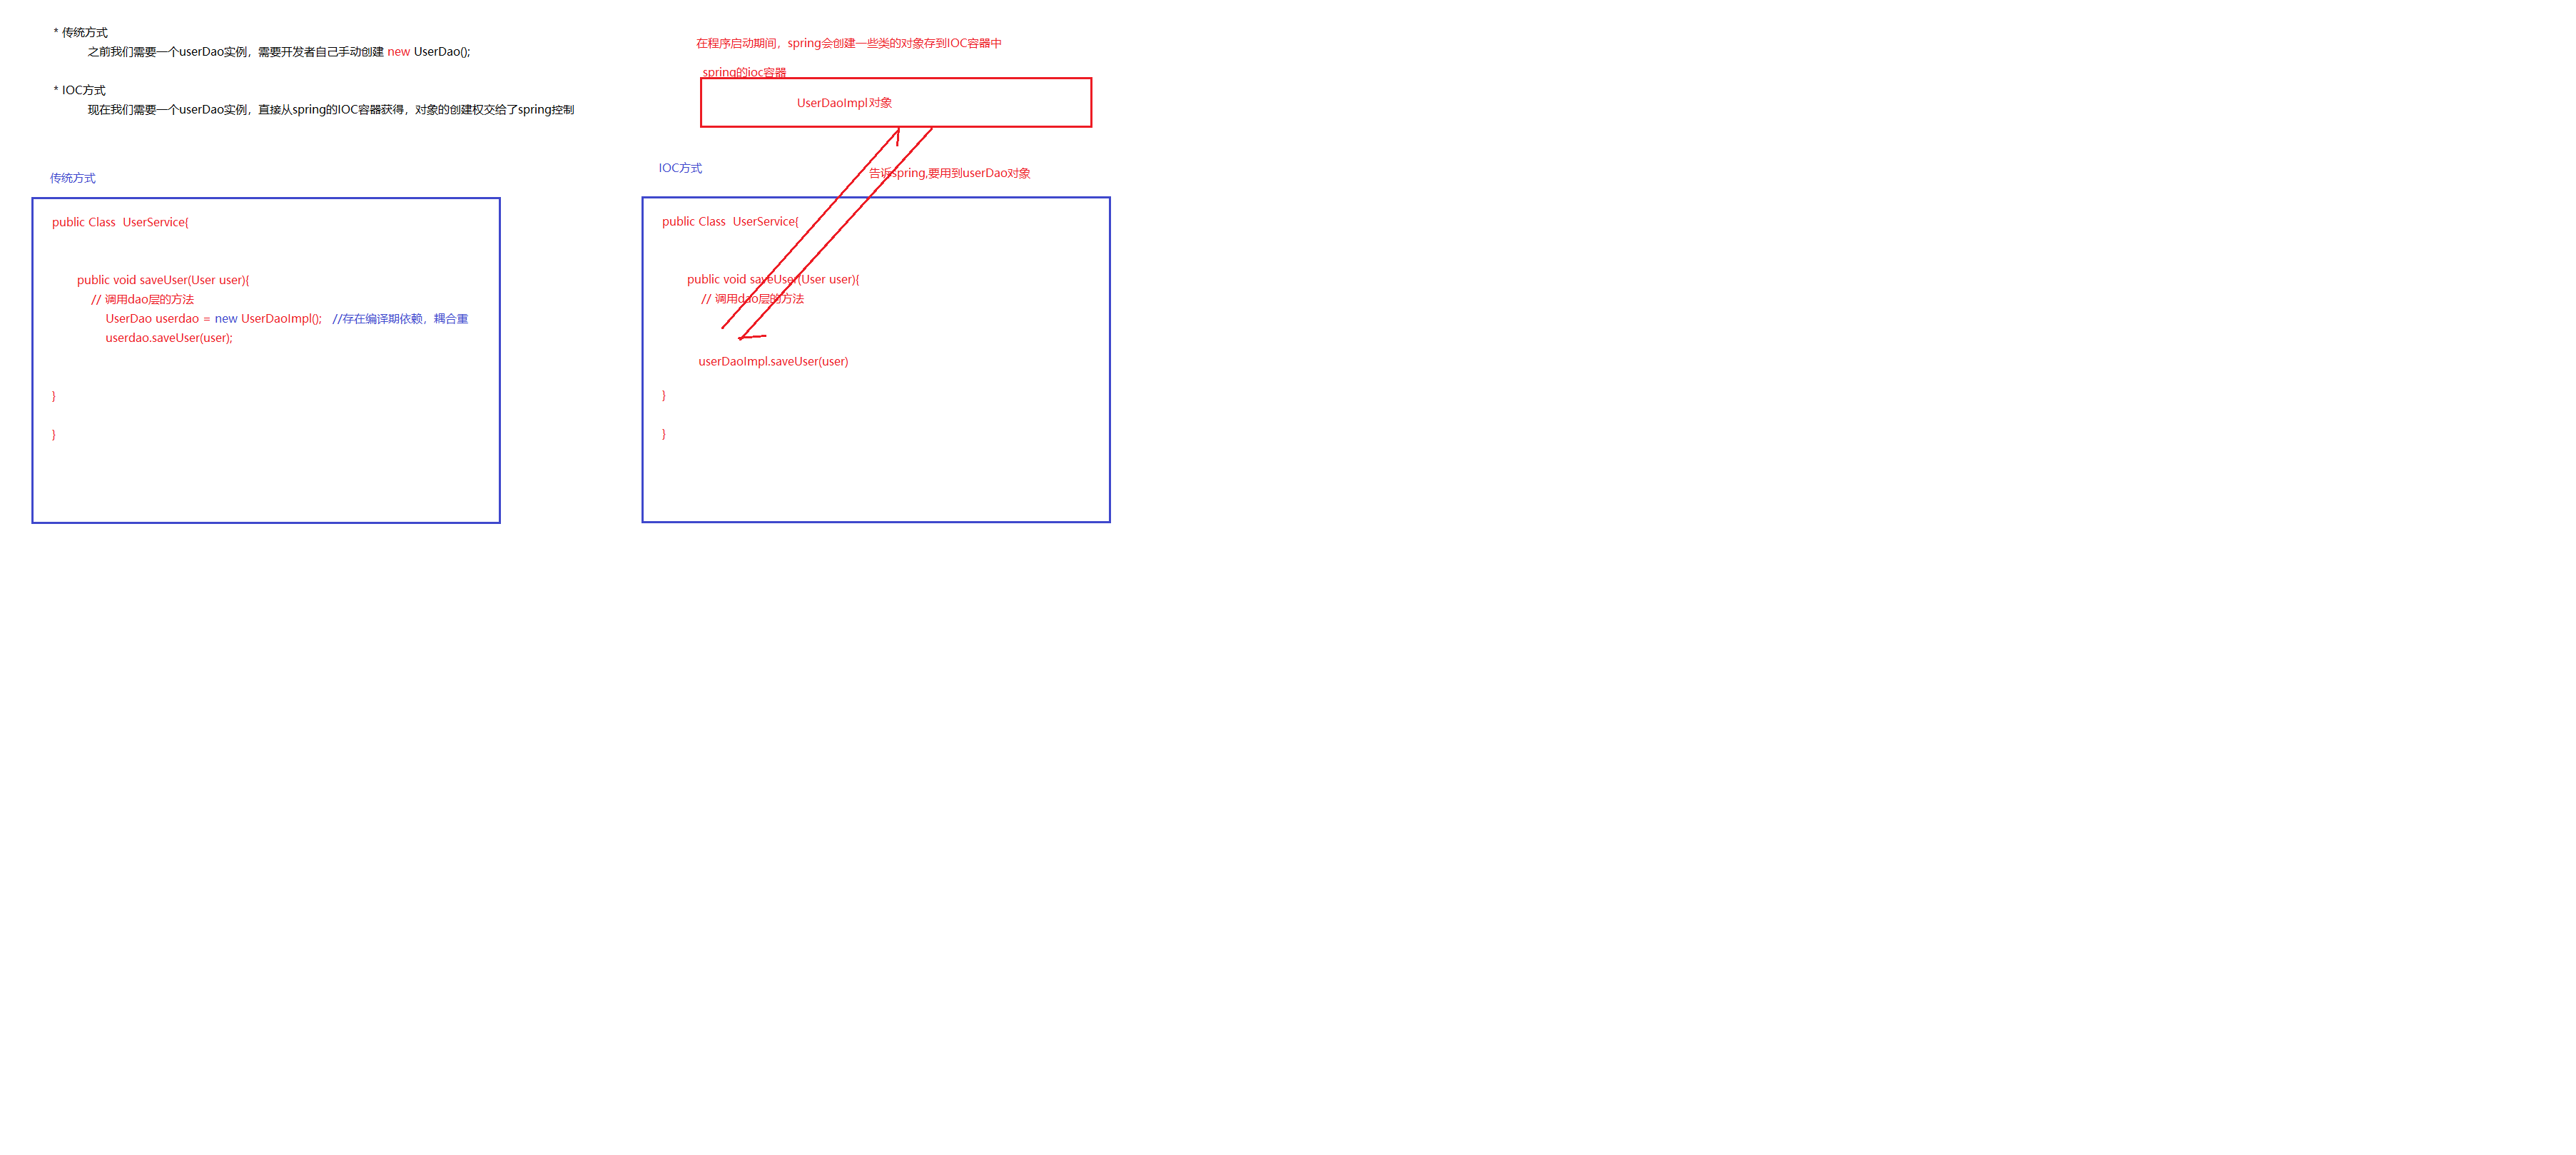 * 传统方式
之前我们需要一个userDao实例，需要开发者自己手动创建 new UserDao();
* IOC方式
现在我们需要一个userDao实例，直接从spring的IOC容器获得，对象的创建权交给了spring控制
传统方式
public Class  UserService{
public void saveUser(User user){
// 调用dao层的方法
UserDao userdao = new UserDaoImpl();   //存在编译期依赖，耦合重
userdao.saveUser(user);
}
}
在程序启动期间，spring会创建一些类的对象存到IOC容器中
spring的ioc容器
UserDaoImpl对象
IOC方式
告诉spring,要用到userDao对象
public Class  UserService{
public void saveUser(User user){
// 调用dao层的方法
userDaoImpl.saveUser(user)
}
}